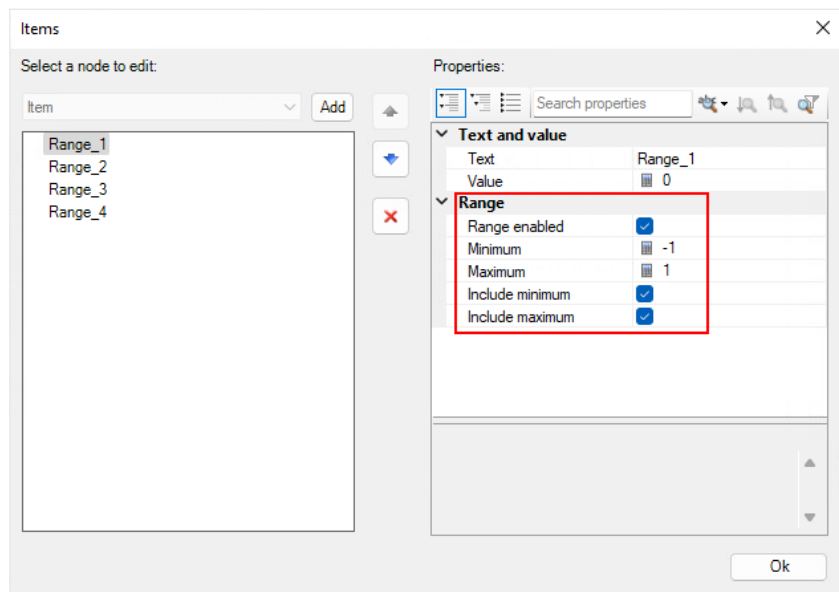 Items
Select a node to edit:
Item
Add
Range_1
Range_2
Range_3
Range_4
Properties:
Search properties
Text and value
Text Range_1
Value 0
Range
Range enabled
Minimum -1
Maximum 1
Include minimum
Include maximum
Ok